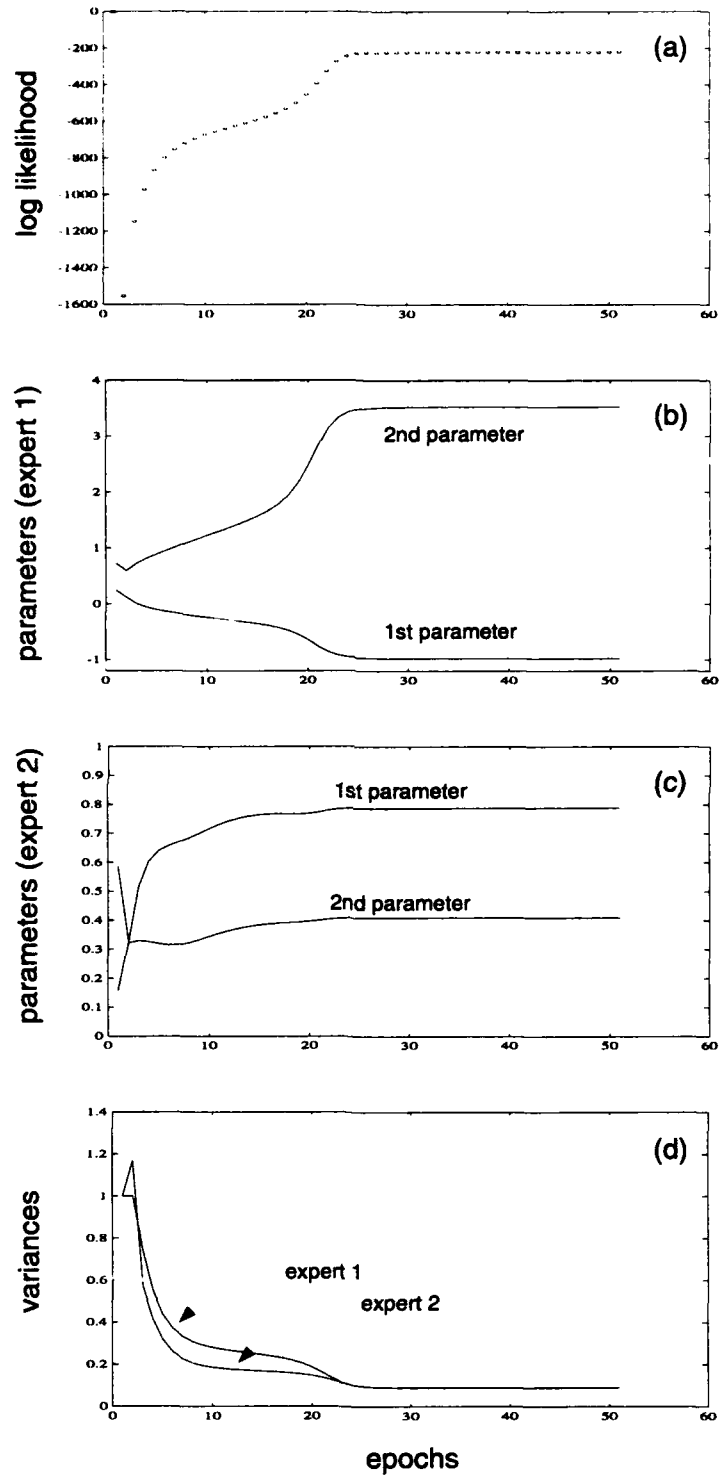 0
-200
-400
-600
-800
-1000
-1200
-1400
-1600
0 10 20 30 40 50 60
log likelihood
(a)
4
3
2
1
0
-1
0 10 20 30 40 50 60
parameters (expert 1)
(b)
2nd parameter
1st parameter
1
0.9
0.8
0.7
0.6
0.5
0.4
0.3
0.2
0.1
0
0 10 20 30 40 50 60
parameters (expert 2)
(c)
1st parameter
2nd parameter
1.4
1.2
1
0.8
0.6
0.4
0.2
0
0 10 20 30 40 50 60
variances
(d)
expert 1
expert 2
epochs